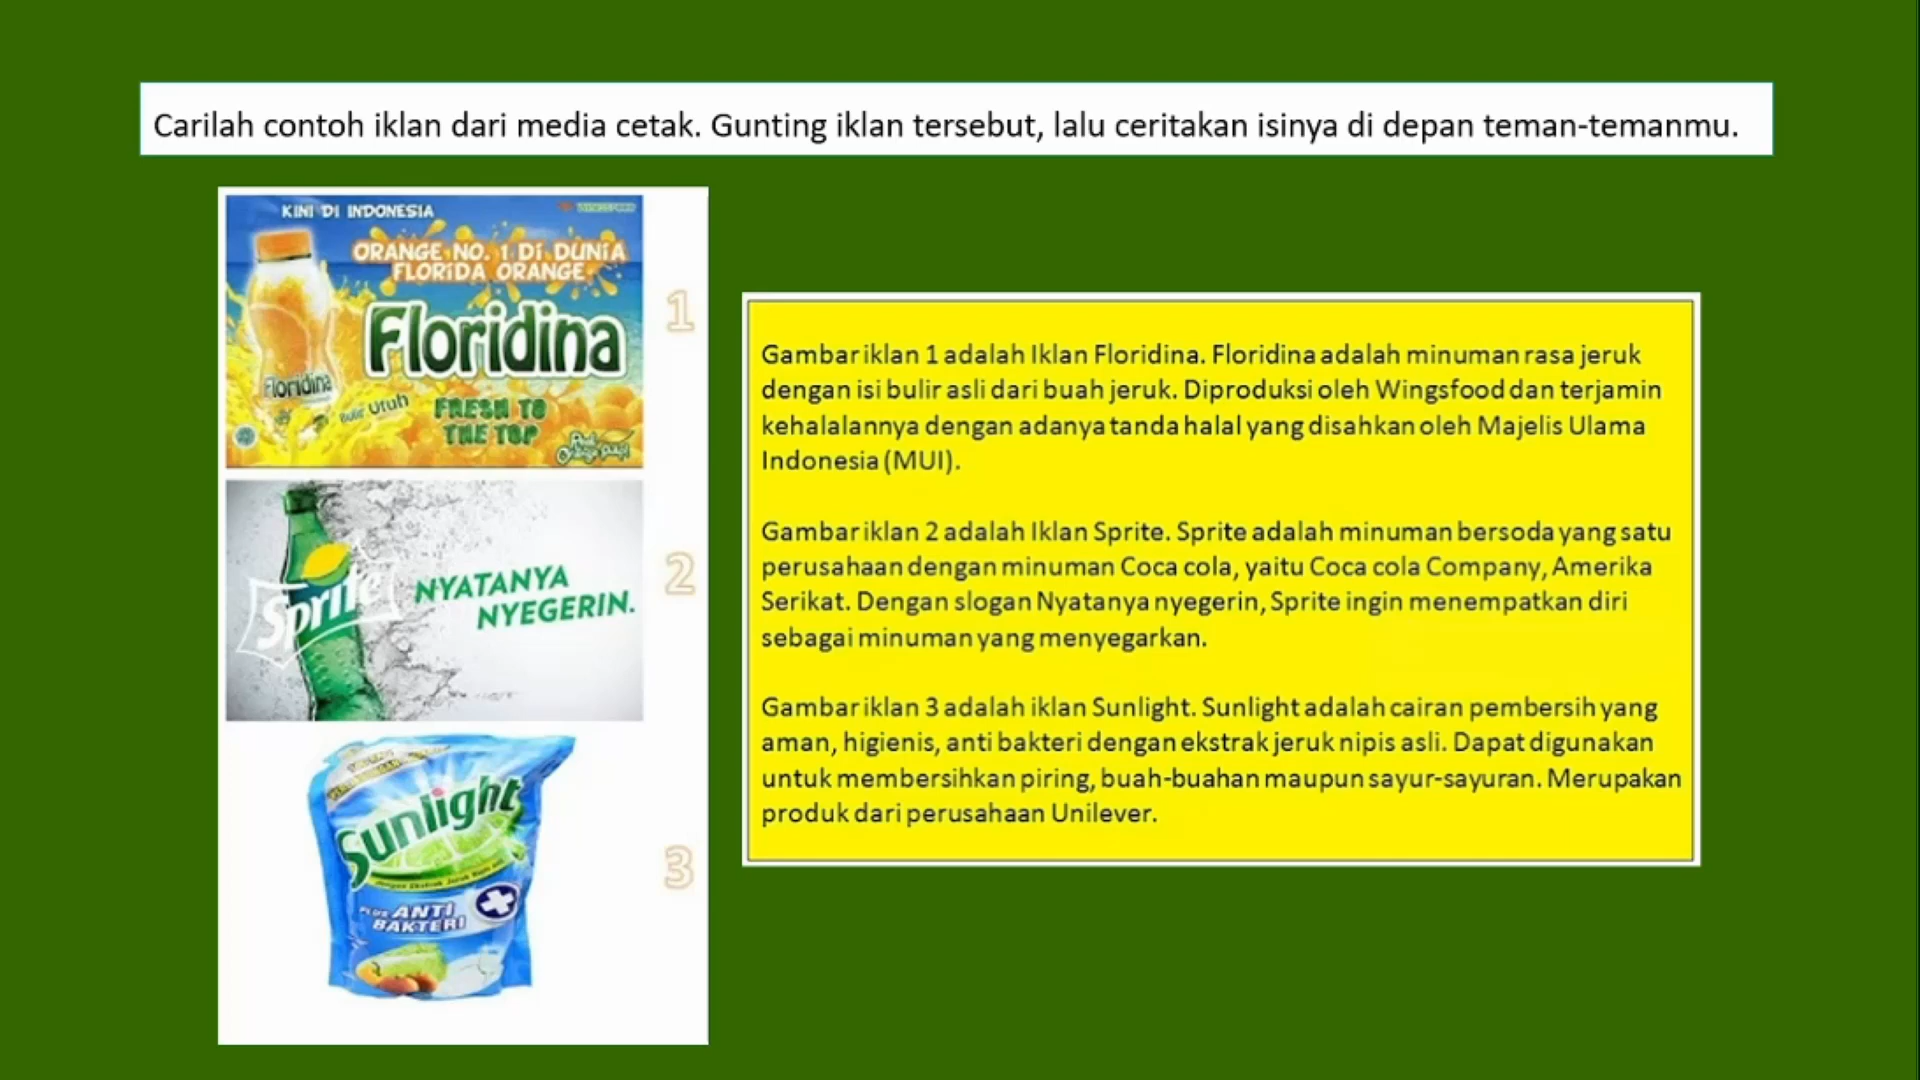 Carilah contoh iklan dari media cetak. Gunting iklan tersebut, lalu ceritakan isinya di depan teman-temanmu.
KINI DI INDONESIA
ORANGE NO. 1 DI DUNIA
FLORIDA ORANGE
Floridina
Floridina
Bulir Utuh
FRESH TO
THE TOP
Real
Orange Pulp!
1
Sprite
NYATANYA
NYEGERIN.
2
Sunlight
PLUS ANTI
BAKTERI
3
Gambar iklan 1 adalah Iklan Floridina. Floridina adalah minuman rasa jeruk
dengan isi bulir asli dari buah jeruk. Diproduksi oleh Wingsfood dan terjamin
kehalalannya dengan adanya tanda halal yang disahkan oleh Majelis Ulama
Indonesia (MUI).
Gambar iklan 2 adalah Iklan Sprite. Sprite adalah minuman bersoda yang satu
perusahaan dengan minuman Coca cola, yaitu Coca cola Company, Amerika
Serikat. Dengan slogan Nyatanya nyegerin, Sprite ingin menempatkan diri
sebagai minuman yang menyegarkan.
Gambar iklan 3 adalah iklan Sunlight. Sunlight adalah cairan pembersih yang
aman, higienis, anti bakteri dengan ekstrak jeruk nipis asli. Dapat digunakan
untuk membersihkan piring, buah-buahan maupun sayur-sayuran. Merupakan
produk dari perusahaan Unilever.